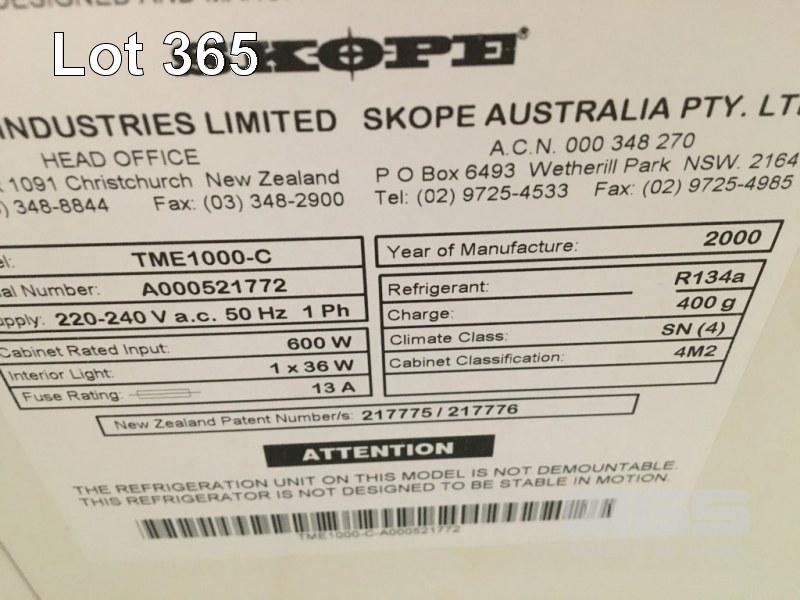 DESIGNED AND
Lot 365
SKOPE®
INDUSTRIES LIMITED SKOPE AUSTRALIA PTY.
HEAD OFFICE A.C.N. 000 348 270
1091 Christchurch New Zealand P O Box 6493 Wetherill Park NSW. 2164
) 348-8844 Fax: (03) 348-2900 Tel: (02) 9725-4533 Fax: (02) 9725-4985
TME1000-C Year of Manufacture: 2000
Number: A000521772 Refrigerant: R134a
220-240 V a.c. 50 Hz 1 Ph Charge: 400 g
Cabinet Rated Input: 600 W Climate Class: SN (4)
Interior Light: 1 x 36 W Cabinet Classification: 4M2
Fuse Rating: 13 A
New Zealand Patent Number/s: 217775 / 217776
ATTENTION
THE REFRIGERATION UNIT ON THIS MODEL IS NOT DEMOUNTABLE.
THIS REFRIGERATOR IS NOT DESIGNED TO BE STABLE IN MOTION.
TME1000-C-A000521772